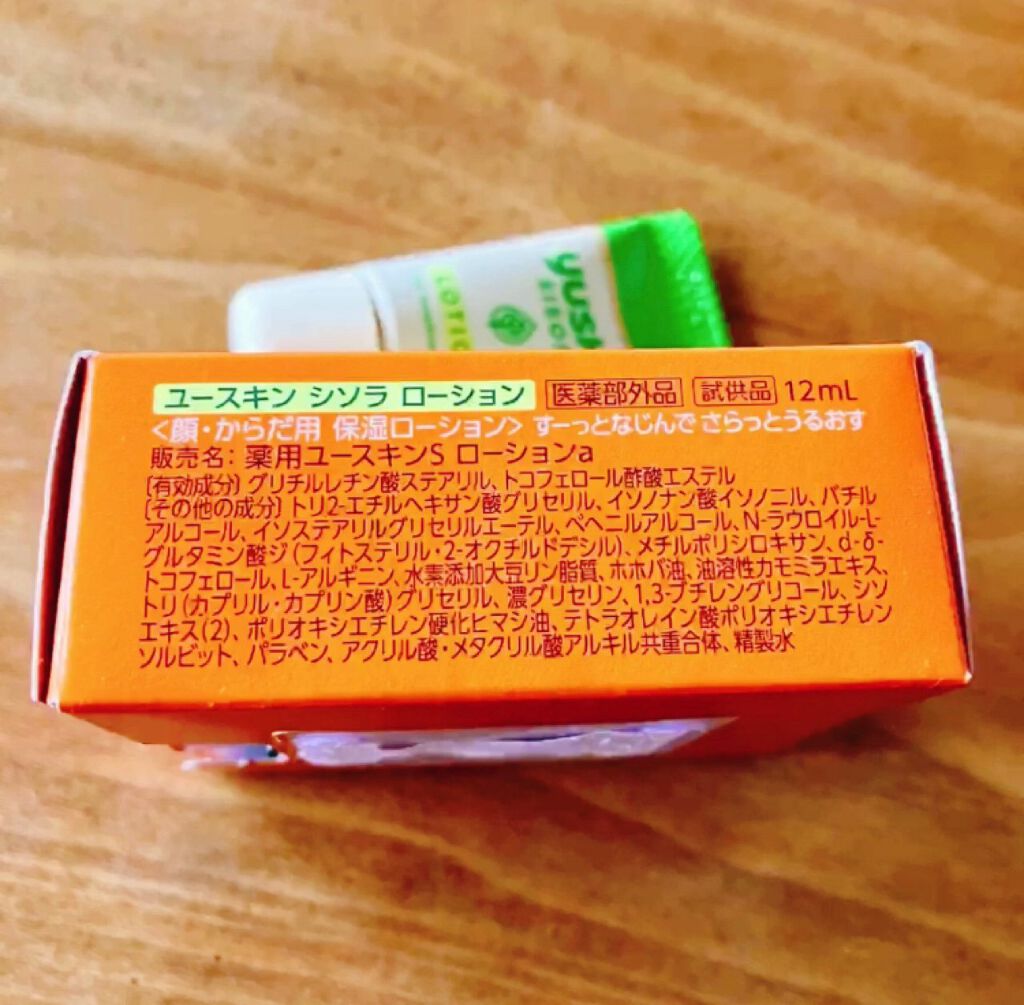 LOTIO
yus
ユースキン シソラ ローション 医薬部外品 試供品 12mL
<顔・からだ用 保湿ローション> すーっとなじんで さらっとうるおす
販売名: 薬用ユースキンS ローションa
[有効成分] グリチルレチン酸ステアリル、トコフェロール酢酸エステル
[その他の成分] トリ2-エチルヘキサン酸グリセリル、イソノナン酸イソノニル、バチル
アルコール、イソステアリルグリセリルエーテル、ベヘニルアルコール、N-ラウロイル-L-
グルタミン酸ジ(フィトステリル・2-オクチルドデシル)、メチルポリシロキサン、d-δ-
トコフェロール、L-アルギニン、水素添加大豆リン脂質、ホホバ油、油溶性カモミラエキス、
トリ(カプリル・カプリン酸)グリセリル、濃グリセリン、1,3-ブチレングリコール、シソ
エキス(2)、ポリオキシエチレン硬化ヒマシ油、テトラオレイン酸ポリオキシエチレン
ソルビット、パラベン、アクリル酸・メタクリル酸アルキル共重合体、精製水